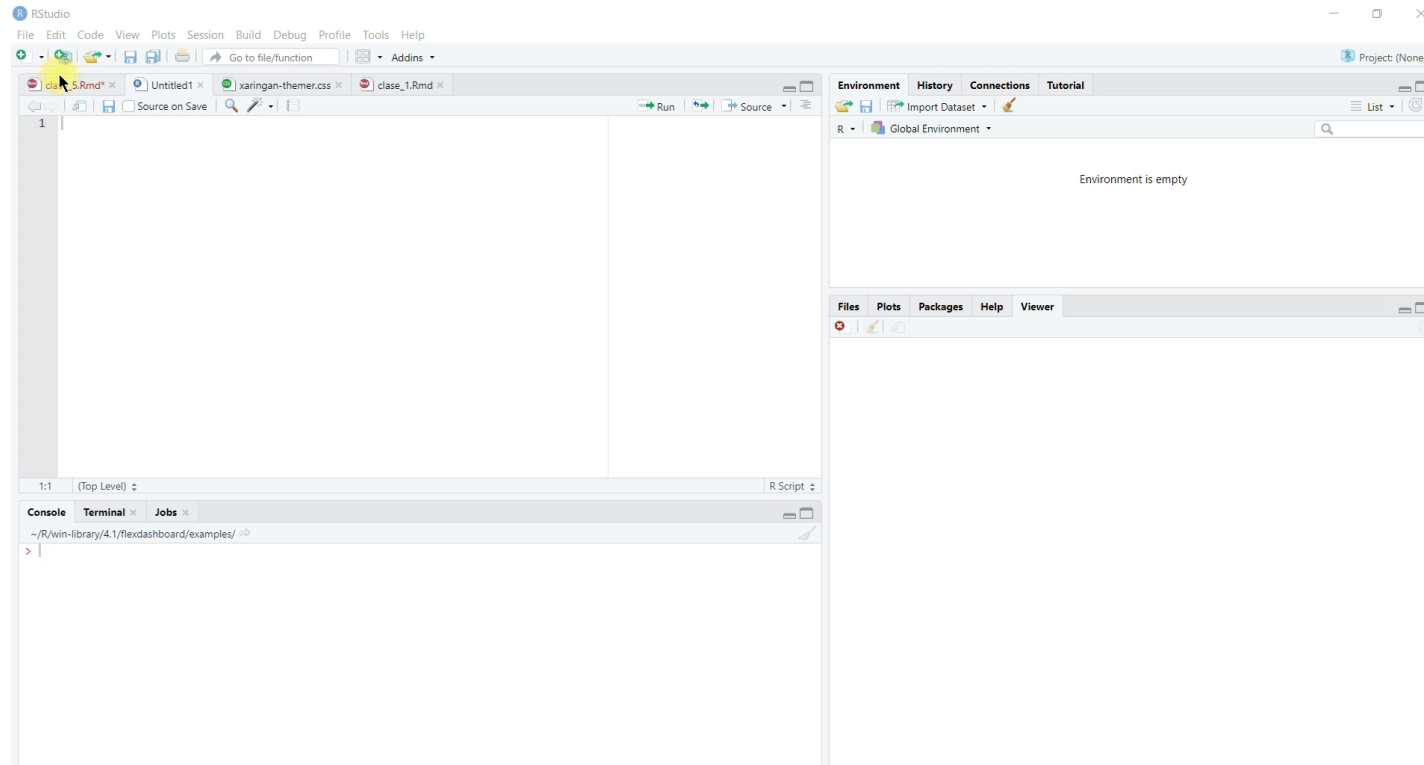 RStudio
File Edit Code View Plots Session Build Debug Profile Tools Help
Go to file/function Addins Project: (None
Untitled1 xaringan-themer.css clase_1.Rmd
Source on Save Run Source
1
1:1 (Top Level) R Script
Console Terminal Jobs
~/R/win-library/4.1/flexdashboard/examples/
>
Environment History Connections Tutorial
Import Dataset List
R Global Environment
Environment is empty
Files Plots Packages Help Viewer